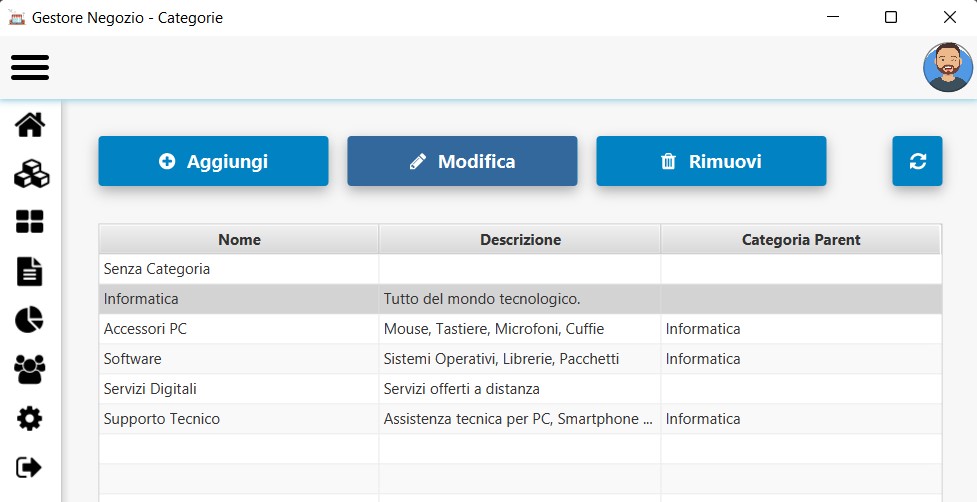 Gestore Negozio - Categorie
Aggiungi Modifica Rimuovi
Nome Descrizione Categoria Parent
Senza Categoria
Informatica Tutto del mondo tecnologico.
Accessori PC Mouse, Tastiere, Microfoni, Cuffie Informatica
Software Sistemi Operativi, Librerie, Pacchetti Informatica
Servizi Digitali Servizi offerti a distanza
Supporto Tecnico Assistenza tecnica per PC, Smartphone ... Informatica